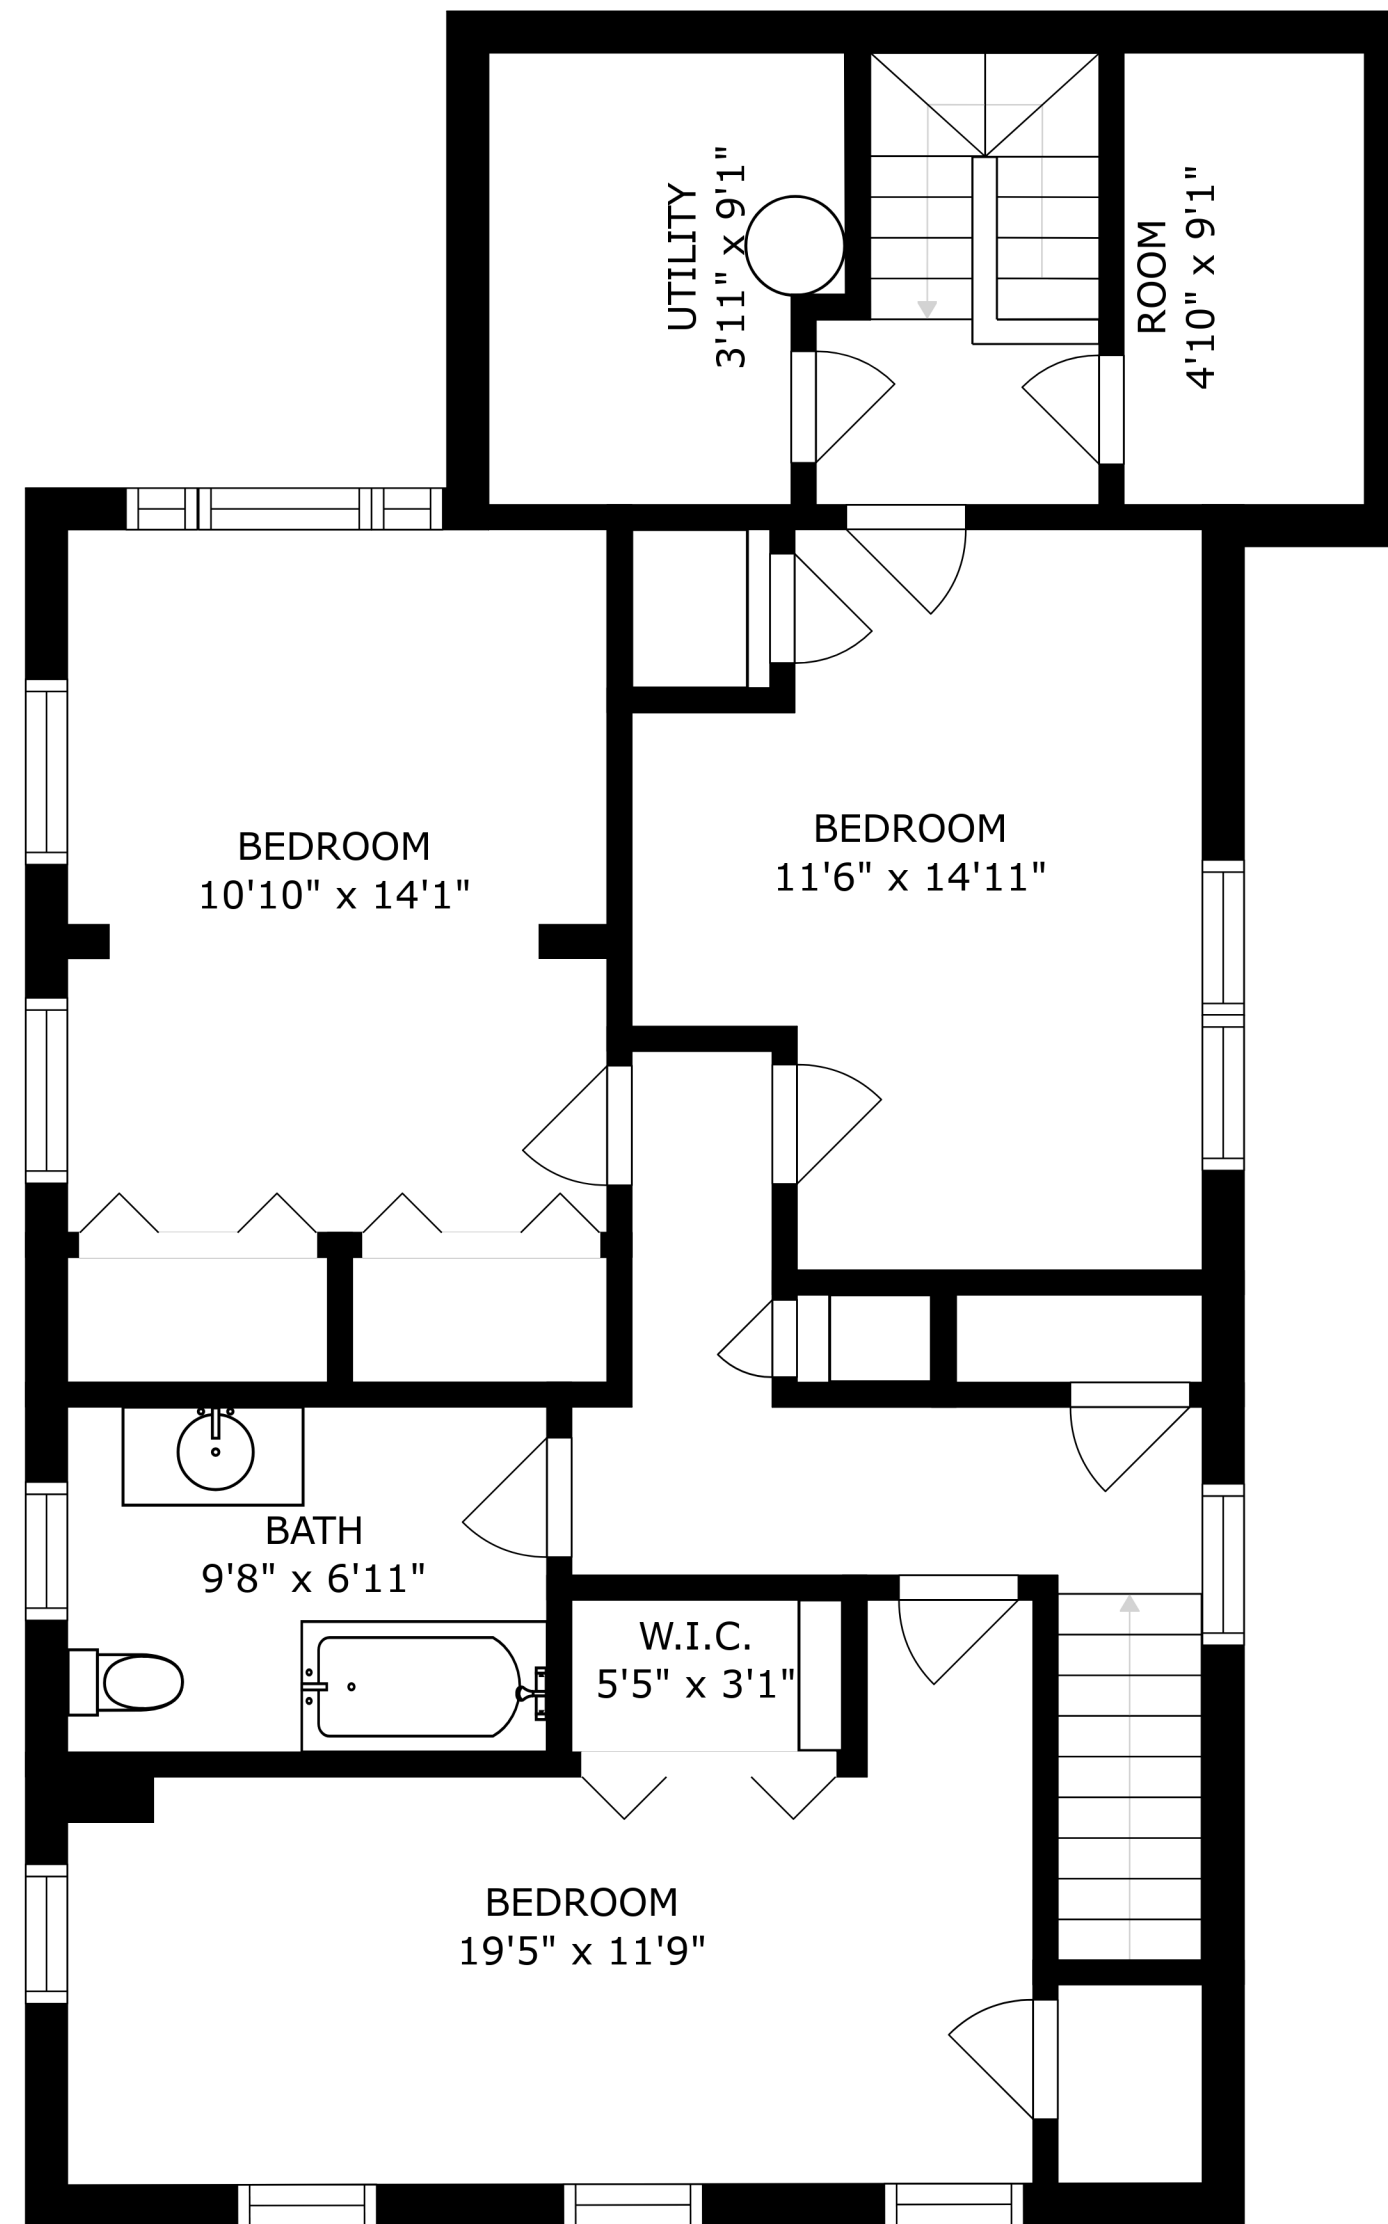 UTILITY
3'11" x 9'1"
ROOM
4'10" x 9'1"
BEDROOM
11'6" x 14'11"
BEDROOM
10'10" x 14'1"
BATH
9'8" x 6'11"
W.I.C.
5'5" x 3'1"
BEDROOM
19'5" x 11'9"